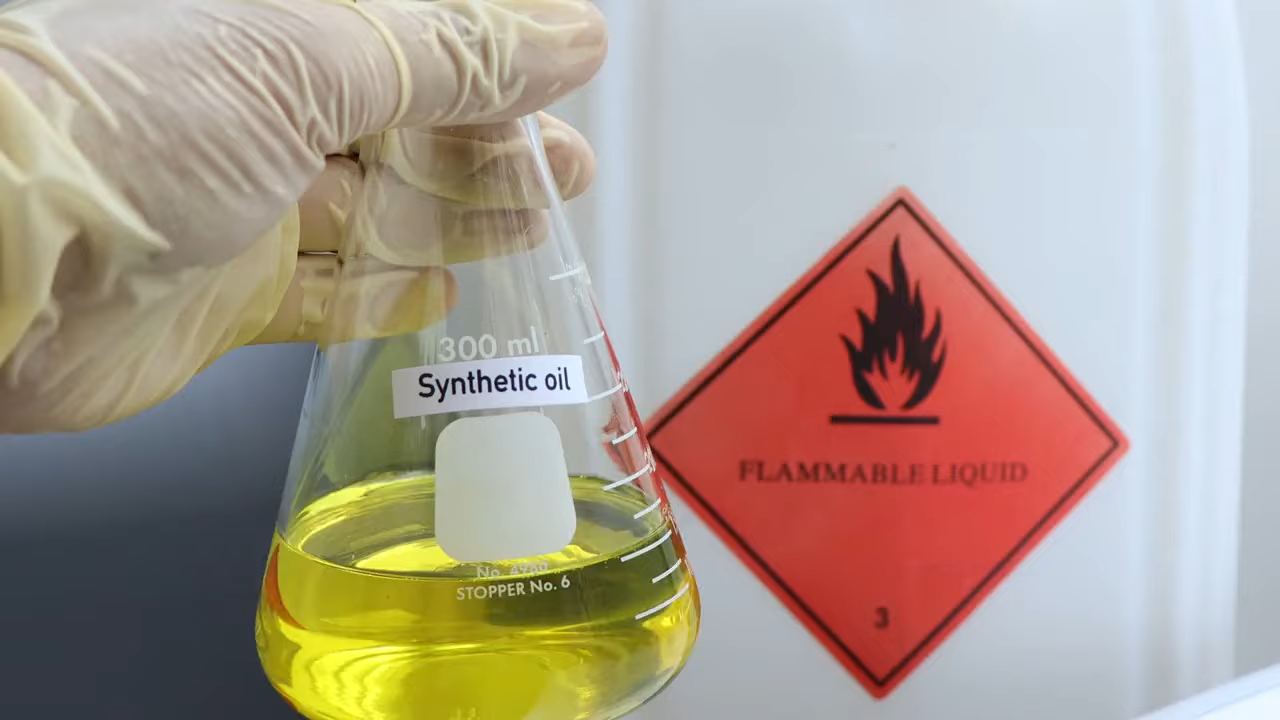 300 ml
Synthetic oil
STOPPER No. 6
FLAMMABLE LIQUID
3